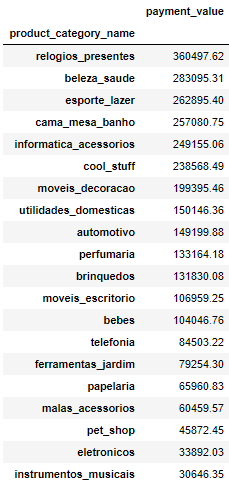 payment_value
product_category_name
relogios_presentes 360497.62
beleza_saude 283095.31
esporte_lazer 262895.40
cama_mesa_banho 257080.75
informatica_acessorios 249155.06
cool_stuff 238568.49
moveis_decoracao 199395.46
utilidades_domesticas 150146.36
automotivo 149199.88
perfumaria 133164.18
brinquedos 131830.08
moveis_escritorio 106959.25
bebes 104046.76
telefonia 84503.22
ferramentas_jardim 79254.30
papelaria 65960.83
malas_acessorios 60459.57
pet_shop 45872.45
eletronicos 33892.03
instrumentos_musicais 30646.35